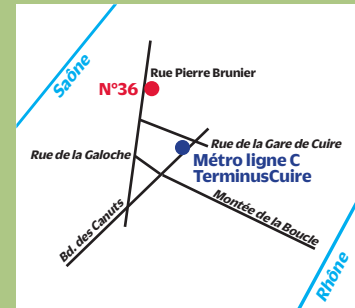 Saône
Rue Pierre Brunier
N°36
Rue de la Gare de Cuire
Rue de la Galoche
Métro ligne C
TerminusCuire
Bd. des Canuts
Montée de la Boucle
Rhône